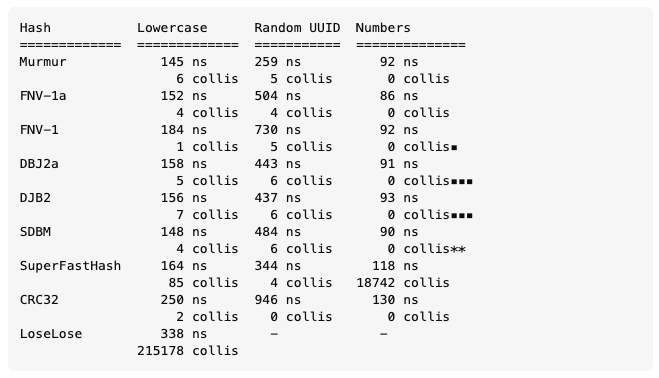 Hash           Lowercase      Random UUID  Numbers
=============  =============  ===========  ==============
Murmur            145 ns      259 ns          92 ns
                    6 collis    5 collis       0 collis
FNV-1a            152 ns      504 ns          86 ns
                    4 collis    4 collis       0 collis
FNV-1             184 ns      730 ns          92 ns
                    1 collis    5 collis       0 collis▪
DBJ2a             158 ns      443 ns          91 ns
                    5 collis    6 collis       0 collis▪▪▪
DJB2              156 ns      437 ns          93 ns
                    7 collis    6 collis       0 collis▪▪▪
SDBM              148 ns      484 ns          90 ns
                    4 collis    6 collis       0 collis**
SuperFastHash     164 ns      344 ns         118 ns
                   85 collis    4 collis   18742 collis
CRC32             250 ns      946 ns         130 ns
                    2 collis    0 collis       0 collis
LoseLose          338 ns        -             -
               215178 collis